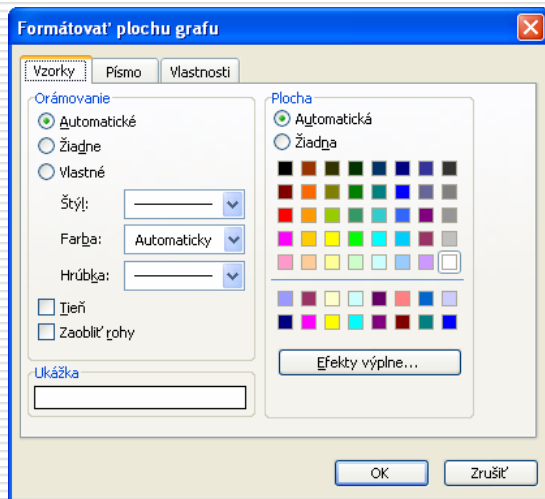 Formátovať plochu grafu
Vzorky Písmo Vlastnosti
Orámovanie
Automatické
Žiadne
Vlastné
Štýl:
Farba: Automaticky
Hrúbka:
Tieň
Zaobliť rohy
Ukážka
Plocha
Automatická
Žiadna
Efekty výplne...
OK Zrušiť